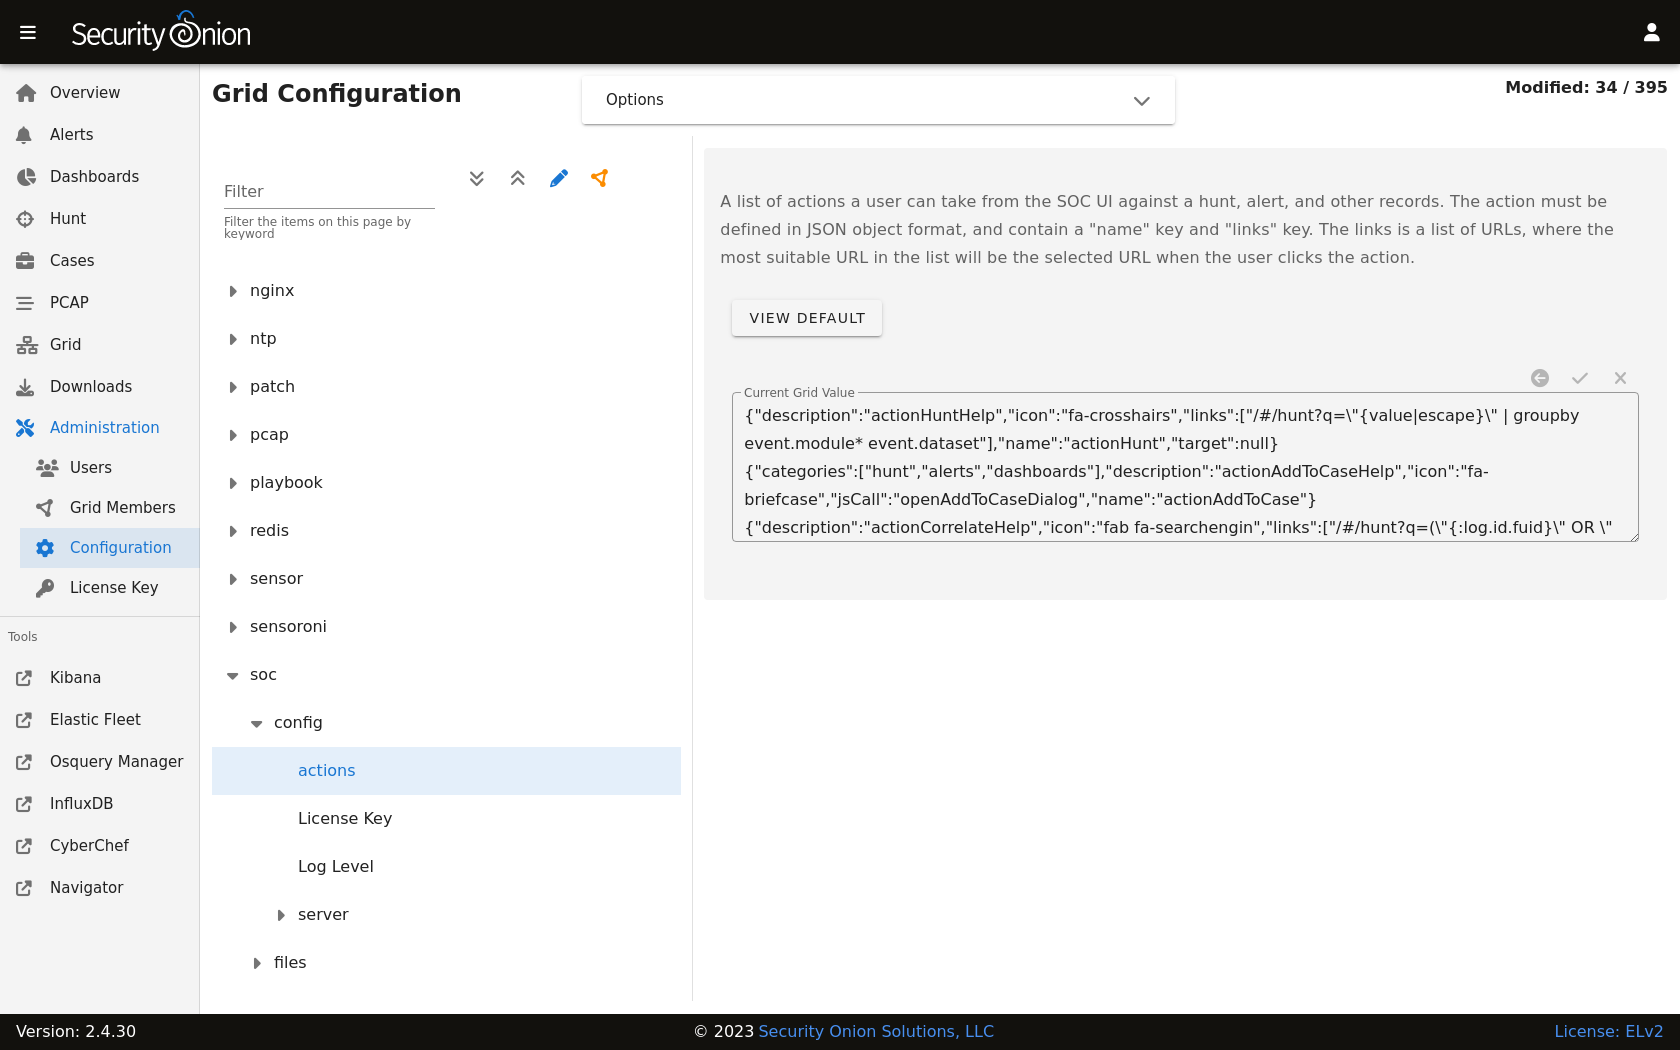 Security Onion
Overview
Alerts
Dashboards
Hunt
Cases
PCAP
Grid
Downloads
Administration
Users
Grid Members
Configuration
License Key
Tools
Kibana
Elastic Fleet
Osquery Manager
InfluxDB
CyberChef
Navigator
Grid Configuration
Options
Modified: 34 / 395
Filter
Filter the items on this page by
keyword
nginx
ntp
patch
pcap
playbook
redis
sensor
sensoroni
soc
config
actions
License Key
Log Level
server
files
A list of actions a user can take from the SOC UI against a hunt, alert, and other records. The action must be
defined in JSON object format, and contain a "name" key and "links" key. The links is a list of URLs, where the
most suitable URL in the list will be the selected URL when the user clicks the action.
VIEW DEFAULT
Current Grid Value
{"description":"actionHuntHelp","icon":"fa-crosshairs","links":["/#/hunt?q=\"{value|escape}\" | groupby
event.module* event.dataset"],"name":"actionHunt","target":null}
{"categories":["hunt","alerts","dashboards"],"description":"actionAddToCaseHelp","icon":"fa-
briefcase","jsCall":"openAddToCaseDialog","name":"actionAddToCase"}
{"description":"actionCorrelateHelp","icon":"fab fa-searchengin","links":["/#/hunt?q=(\"{:log.id.fuid}\" OR \"
Version: 2.4.30
© 2023 Security Onion Solutions, LLC
License: ELv2